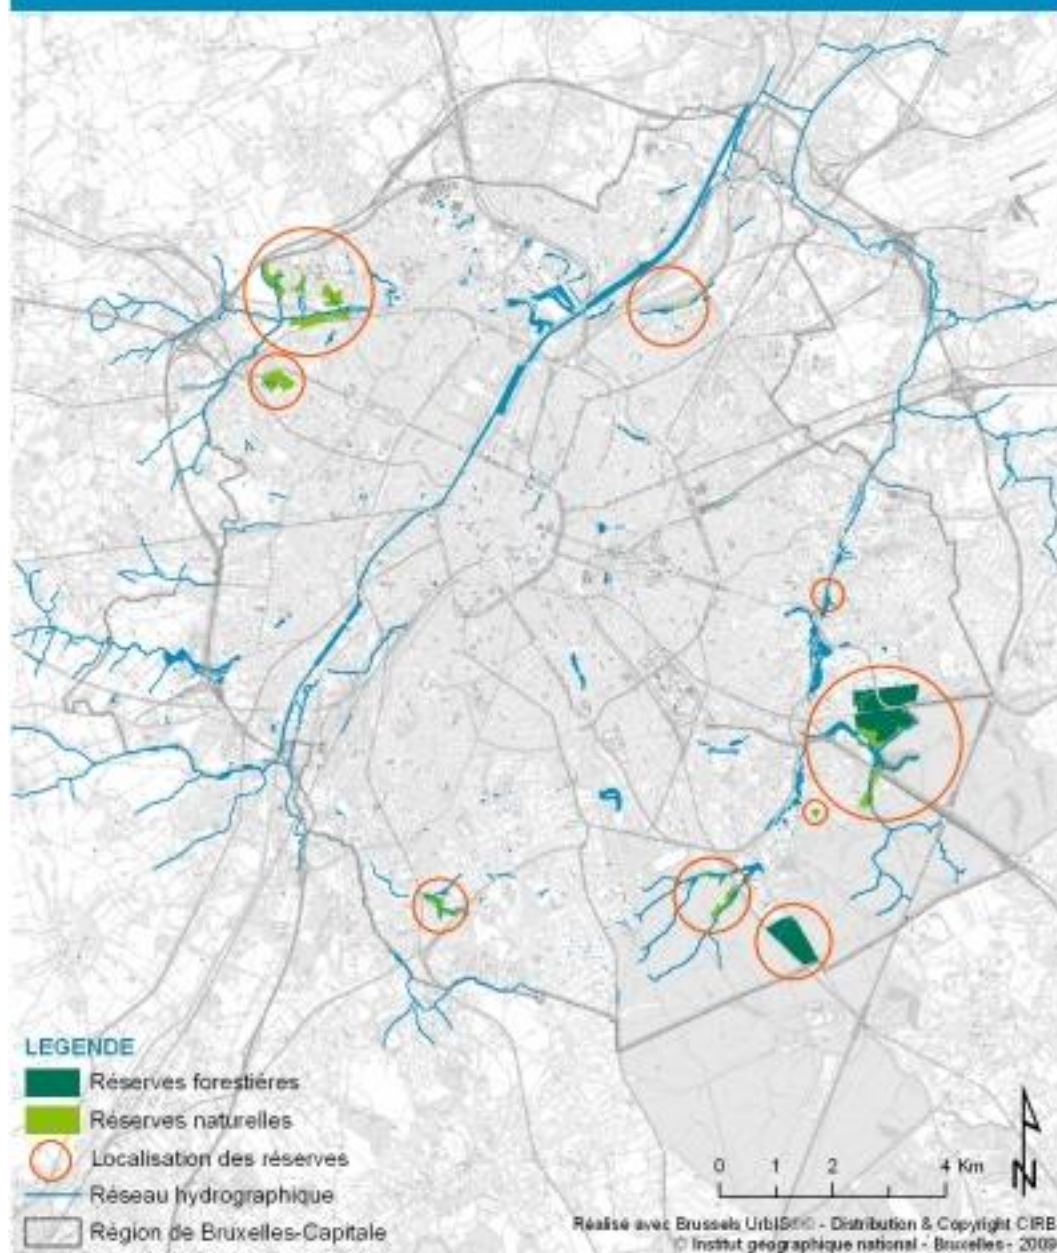 LEGENDE
Réserves forestières
Réserves naturelles
Localisation des réserves
Réseau hydrographique
Région de Bruxelles-Capitale
0 1 2 4 Km
N
Réalisé avec Brussels UrbIS®© - Distribution & Copyright CIRB
© Institut géographique national - Bruxelles - 2008